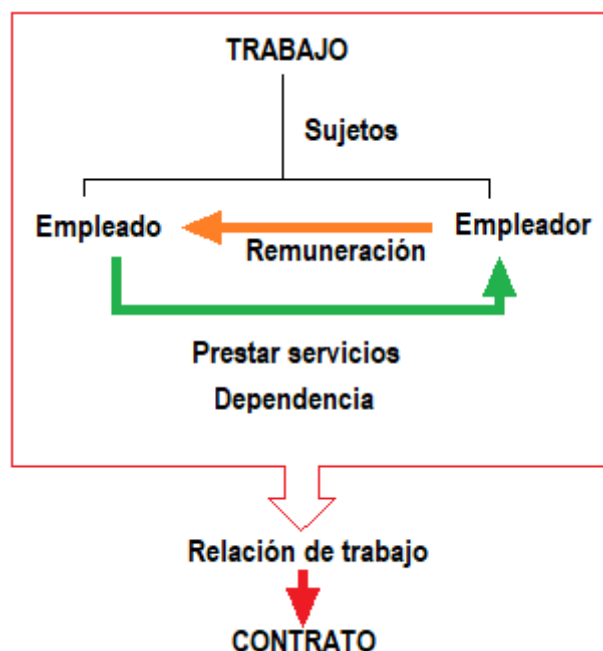 TRABAJO
Sujetos
Empleado
Empleador
Remuneración
Prestar servicios
Dependencia
Relación de trabajo
CONTRATO